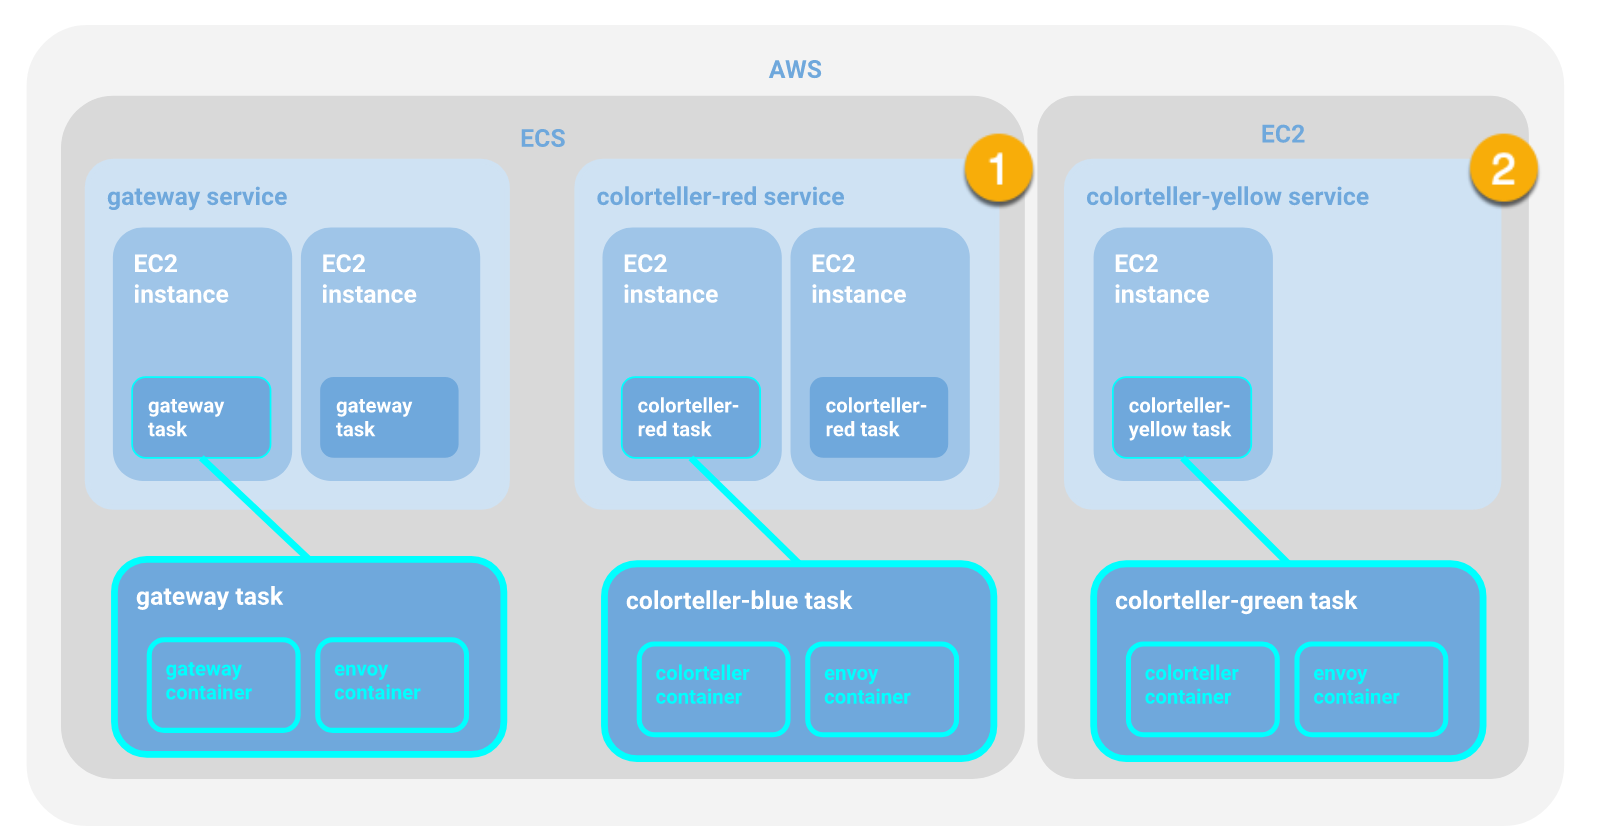 AWS
ECS
gateway service
EC2
instance
gateway
task
EC2
instance
gateway
task
gateway task
gateway
container
envoy
container
1
colorteller-red service
EC2
instance
colorteller-
red task
EC2
instance
colorteller-
red task
colorteller-blue task
colorteller
container
envoy
container
EC2
2
colorteller-yellow service
EC2
instance
colorteller-
yellow task
colorteller-green task
colorteller
container
envoy
container